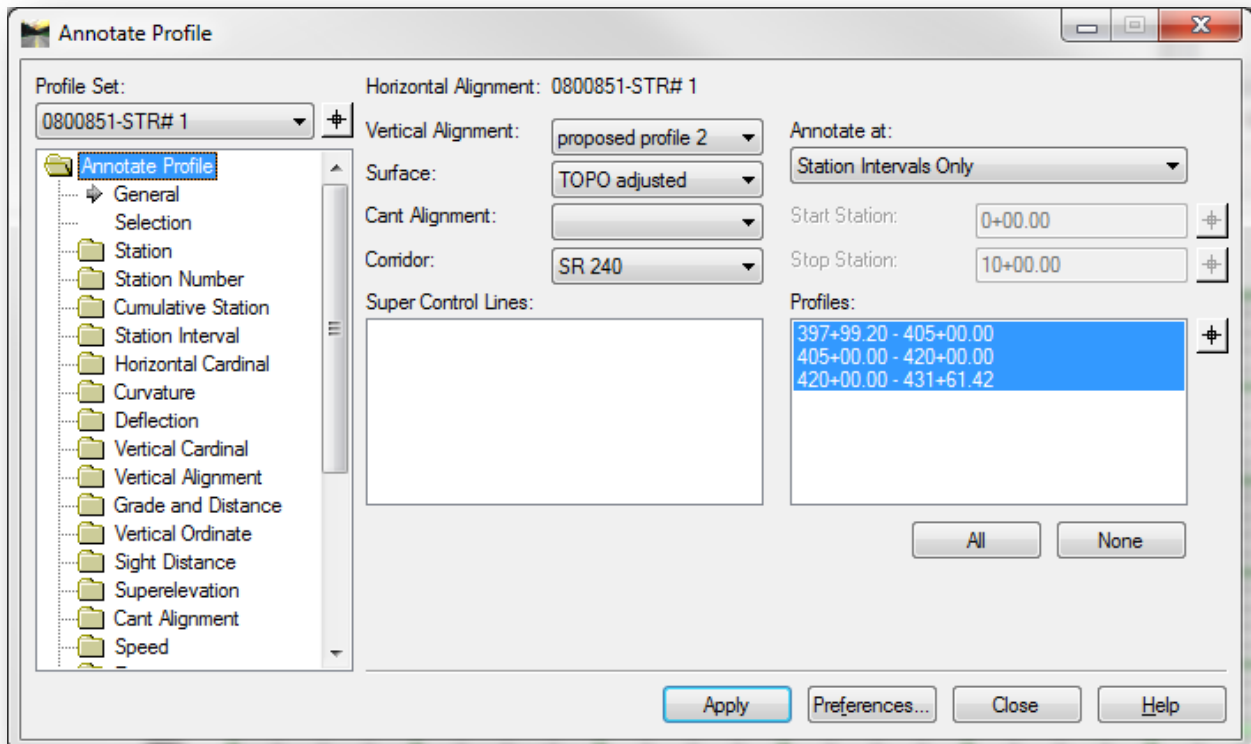 Annotate Profile
Profile Set:
0800851-STR# 1
Annotate Profile
General
Selection
Station
Station Number
Cumulative Station
Station Interval
Horizontal Cardinal
Curvature
Deflection
Vertical Cardinal
Vertical Alignment
Grade and Distance
Vertical Ordinate
Sight Distance
Superelevation
Cant Alignment
Speed
Horizontal Alignment: 0800851-STR# 1
Vertical Alignment: proposed profile 2
Surface: TOPO adjusted
Cant Alignment:
Corridor: SR 240
Super Control Lines:
Annotate at:
Station Intervals Only
Start Station: 0+00.00
Stop Station: 10+00.00
Profiles:
397+99.20 - 405+00.00
405+00.00 - 420+00.00
420+00.00 - 431+61.42
All None
Apply Preferences... Close Help